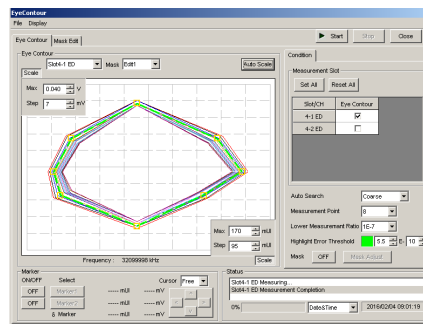 EyeContour
File Display
Start Stop Close
Eye Contour Mask Edit
Eye Contour
Slot4-1 ED Mask Edit1 Auto Scale
Scale
Max 0.040 V
Step 7 mV
Max 170 mUI
Step 95 mUI
Frequency : 32099998 kHz Scale
Marker
ON/OFF Select Cursor Free
OFF Marker1 ----- mUI ----- mV
OFF Marker2 ----- mUI ----- mV
δ Marker ----- mUI ----- mV
Condition
Measurement Slot
Set All Reset All
Slot/CH Eye Contour
4-1 ED
4-2 ED
Auto Search Coarse
Measurement Point 8
Lower Measurement Ratio 1E-7
Highlight Error Threshold 5.5 E- 10
Mask OFF Mask Adjust
Status
Slot4-1 ED Measuring...
Slot4-1 ED Measurement Completion
0% Date&Time 2016/02/04 09:01:19